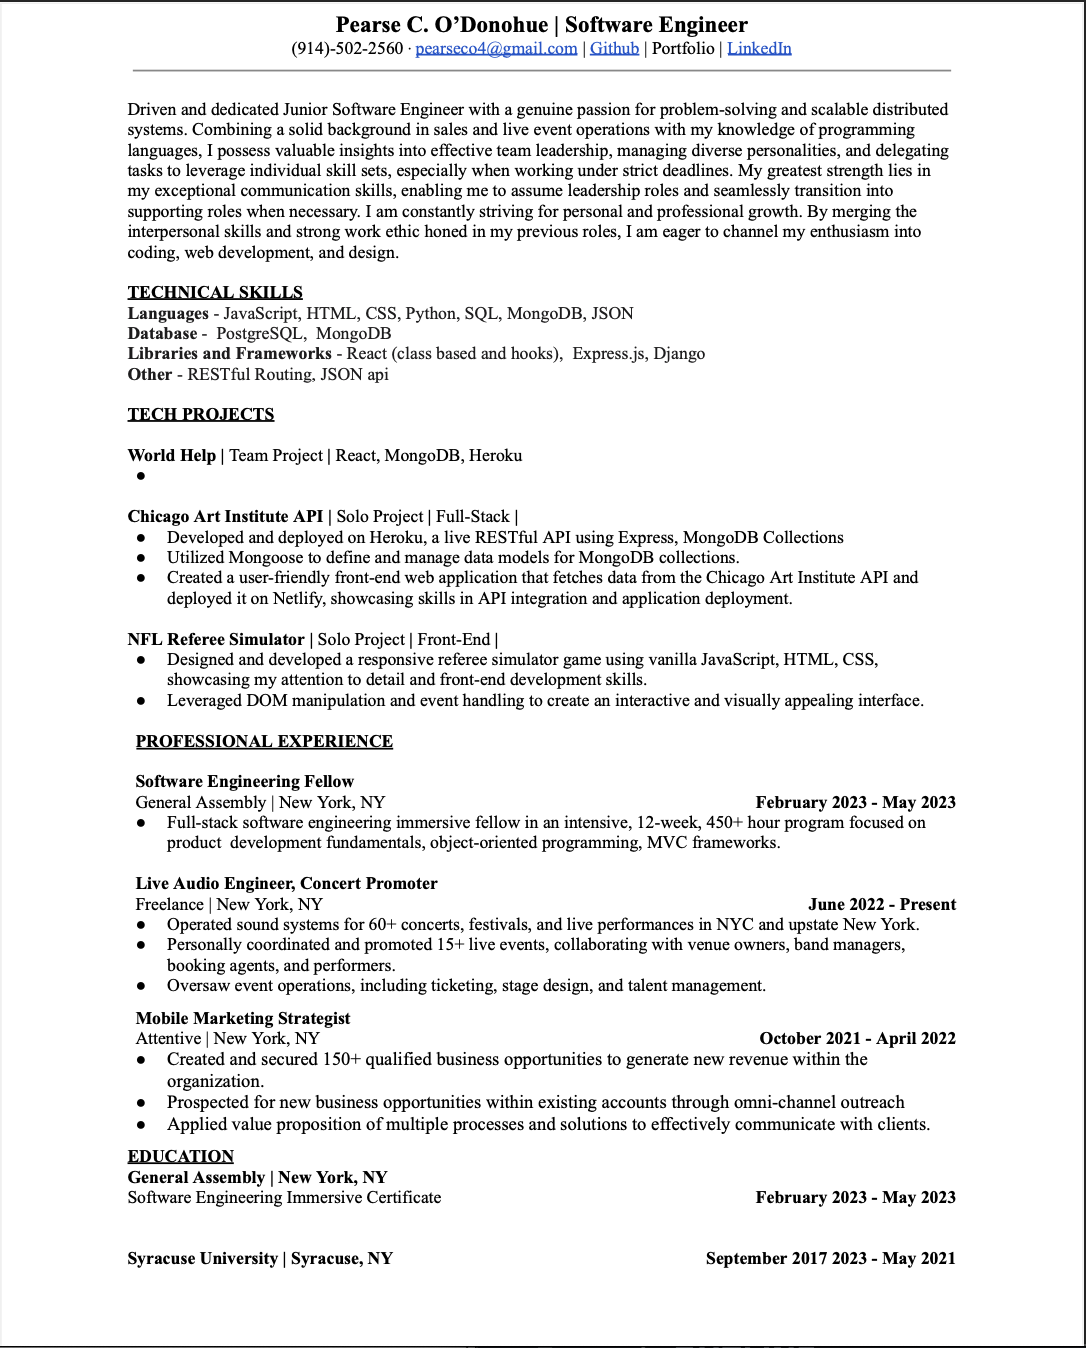 Pearse C. O’Donohue | Software Engineer
(914)-502-2560 · pearseco4@gmail.com | Github | Portfolio | LinkedIn
Driven and dedicated Junior Software Engineer with a genuine passion for problem-solving and scalable distributed
systems. Combining a solid background in sales and live event operations with my knowledge of programming
languages, I possess valuable insights into effective team leadership, managing diverse personalities, and delegating
tasks to leverage individual skill sets, especially when working under strict deadlines. My greatest strength lies in
my exceptional communication skills, enabling me to assume leadership roles and seamlessly transition into
supporting roles when necessary. I am constantly striving for personal and professional growth. By merging the
interpersonal skills and strong work ethic honed in my previous roles, I am eager to channel my enthusiasm into
coding, web development, and design.
TECHNICAL SKILLS
Languages - JavaScript, HTML, CSS, Python, SQL, MongoDB, JSON
Database - PostgreSQL, MongoDB
Libraries and Frameworks - React (class based and hooks), Express.js, Django
Other - RESTful Routing, JSON api
TECH PROJECTS
World Help | Team Project | React, MongoDB, Heroku
●
Chicago Art Institute API | Solo Project | Full-Stack |
● Developed and deployed on Heroku, a live RESTful API using Express, MongoDB Collections
● Utilized Mongoose to define and manage data models for MongoDB collections.
● Created a user-friendly front-end web application that fetches data from the Chicago Art Institute API and
deployed it on Netlify, showcasing skills in API integration and application deployment.
NFL Referee Simulator | Solo Project | Front-End |
● Designed and developed a responsive referee simulator game using vanilla JavaScript, HTML, CSS,
showcasing my attention to detail and front-end development skills.
● Leveraged DOM manipulation and event handling to create an interactive and visually appealing interface.
PROFESSIONAL EXPERIENCE
Software Engineering Fellow
General Assembly | New York, NY February 2023 - May 2023
● Full-stack software engineering immersive fellow in an intensive, 12-week, 450+ hour program focused on
product development fundamentals, object-oriented programming, MVC frameworks.
Live Audio Engineer, Concert Promoter
Freelance | New York, NY June 2022 - Present
● Operated sound systems for 60+ concerts, festivals, and live performances in NYC and upstate New York.
● Personally coordinated and promoted 15+ live events, collaborating with venue owners, band managers,
booking agents, and performers.
● Oversaw event operations, including ticketing, stage design, and talent management.
Mobile Marketing Strategist
Attentive | New York, NY October 2021 - April 2022
● Created and secured 150+ qualified business opportunities to generate new revenue within the
organization.
● Prospected for new business opportunities within existing accounts through omni-channel outreach
● Applied value proposition of multiple processes and solutions to effectively communicate with clients.
EDUCATION
General Assembly | New York, NY
Software Engineering Immersive Certificate February 2023 - May 2023
Syracuse University | Syracuse, NY September 2017 2023 - May 2021